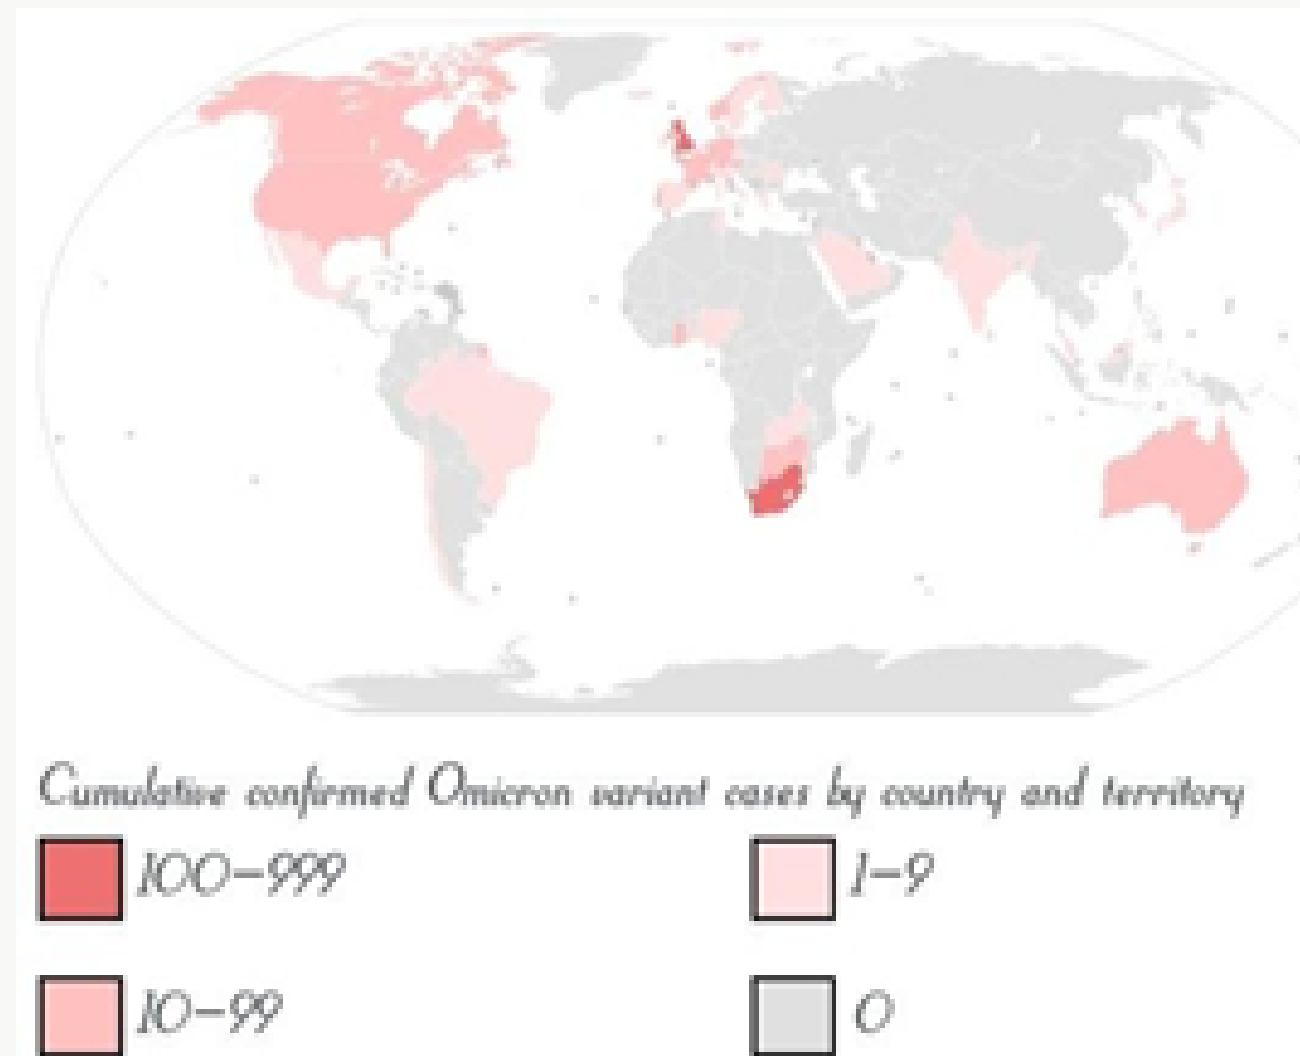 Cumulative confirmed Omicron variant cases by country and territory
100–999
1–9
10–99
0